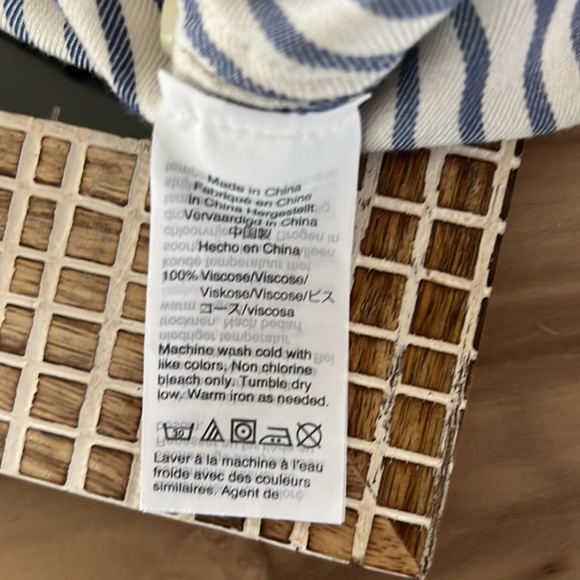 Made in China
Fabriqué en Chine
In China Hergestellt
Vervaardigd in China
中国製
Hecho en China
100% Viscose/Viscose/
Viskose/Viscose/ビス
コース/viscosa
Machine wash cold with
like colors. Non chlorine
bleach only. Tumble dry
low. Warm iron as needed.
30
Laver à la machine à l'eau
froide avec des couleurs
similaires. Agent de